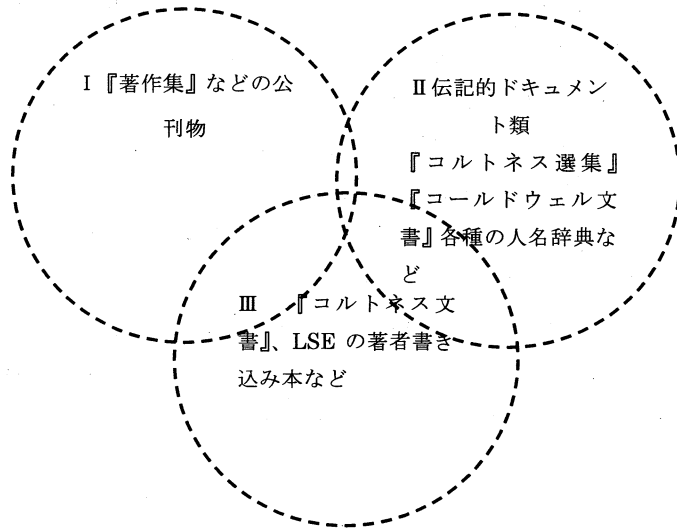 Ⅰ『著作集』などの公
刊物
Ⅱ伝記的ドキュメン
ト類
『コルトネス選集』
『コールドウェル文
書』各種の人名辞典な
ど
Ⅲ 『コルトネス文
書』、LSE の著者書き
込み本など